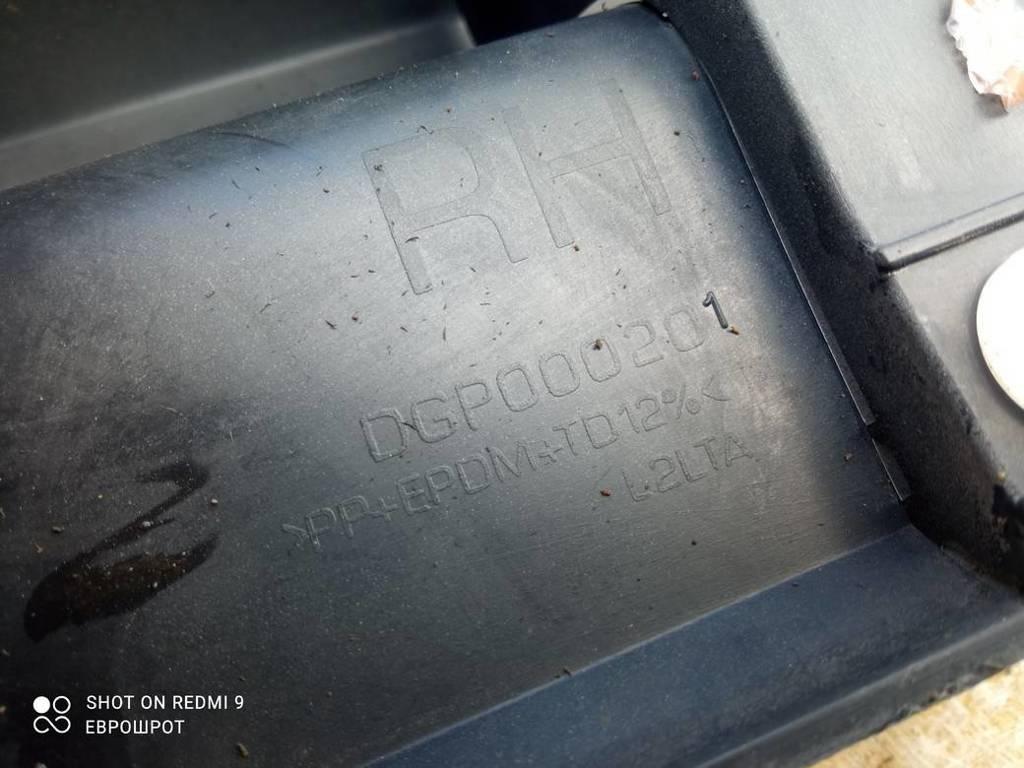 RH
DGP000201
>PP+EPDM+TD12%<
L2LTA
SHOT ON REDMI 9
ЕВРОШРОТ